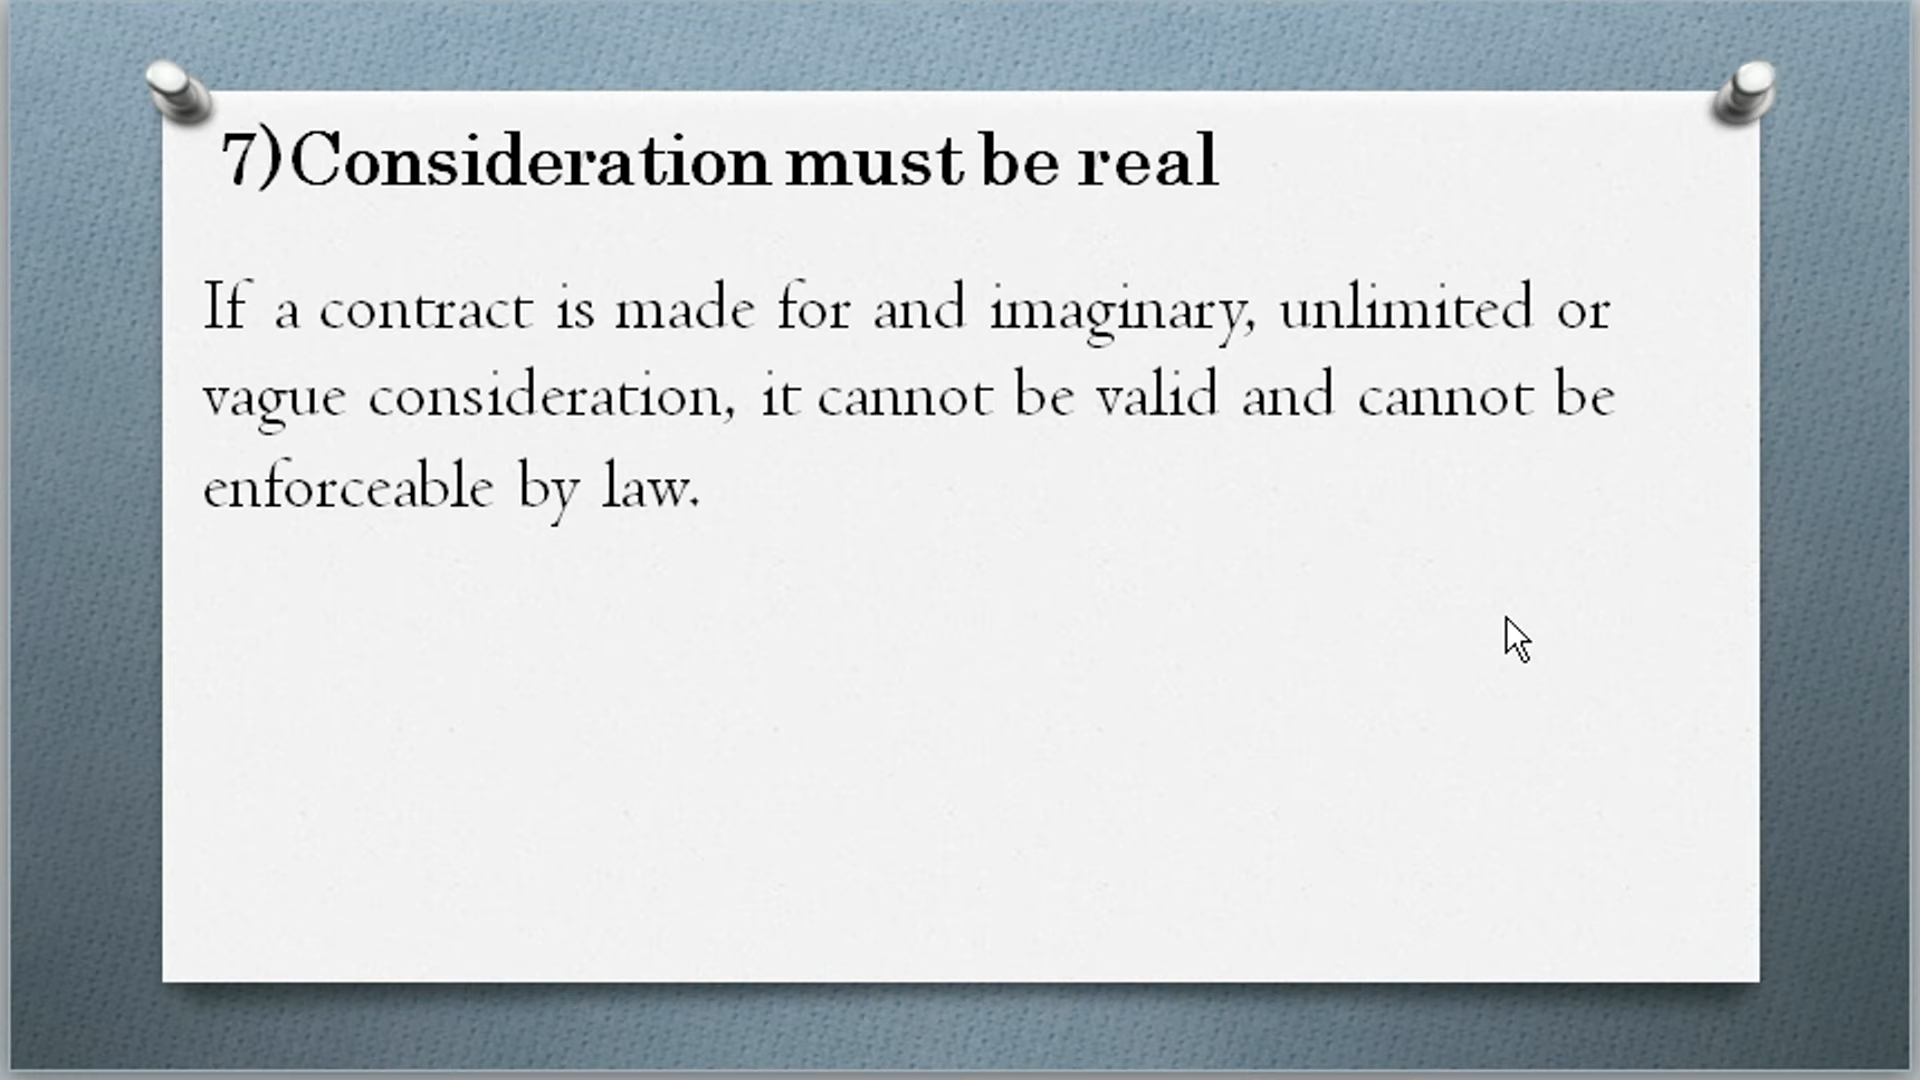 7)Consideration must be real
If a contract is made for and imaginary, unlimited or
vague consideration, it cannot be valid and cannot be
enforceable by law.